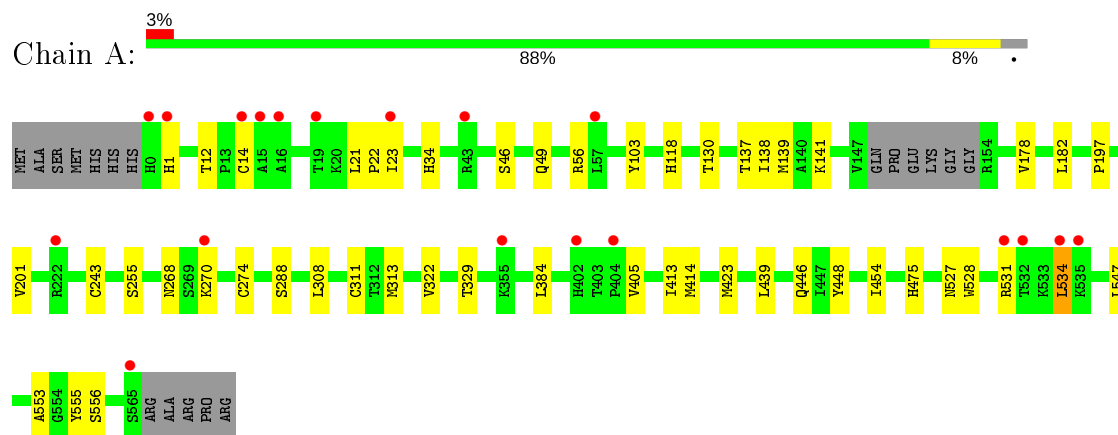 3%
Chain A:
88% 8% •
MET ALA SER MET HIS HIS HIS H0 H1 T12 P13 C14 A15 A16 T19 K20 L21 P22 I23 H34 R43 S46 Q49 R56 L57 Y103 H118 T130 T137 I138 M139 A140 K141 V147 GLN PRO GLU LYS GLY GLY R154 V178 L182 P197
V201 R222 C243 S255 N268 S269 K270 C274 S288 L308 C311 T312 M313 V322 T329 K355 L384 H402 T403 P404 V405 I413 M414 M423 L439 Q446 I447 Y448 I454 H475 N527 W528 R531 T532 K533 L534 K535 L547
A553 G554 Y555 S556 S565 ARG ALA ARG PRO ARG